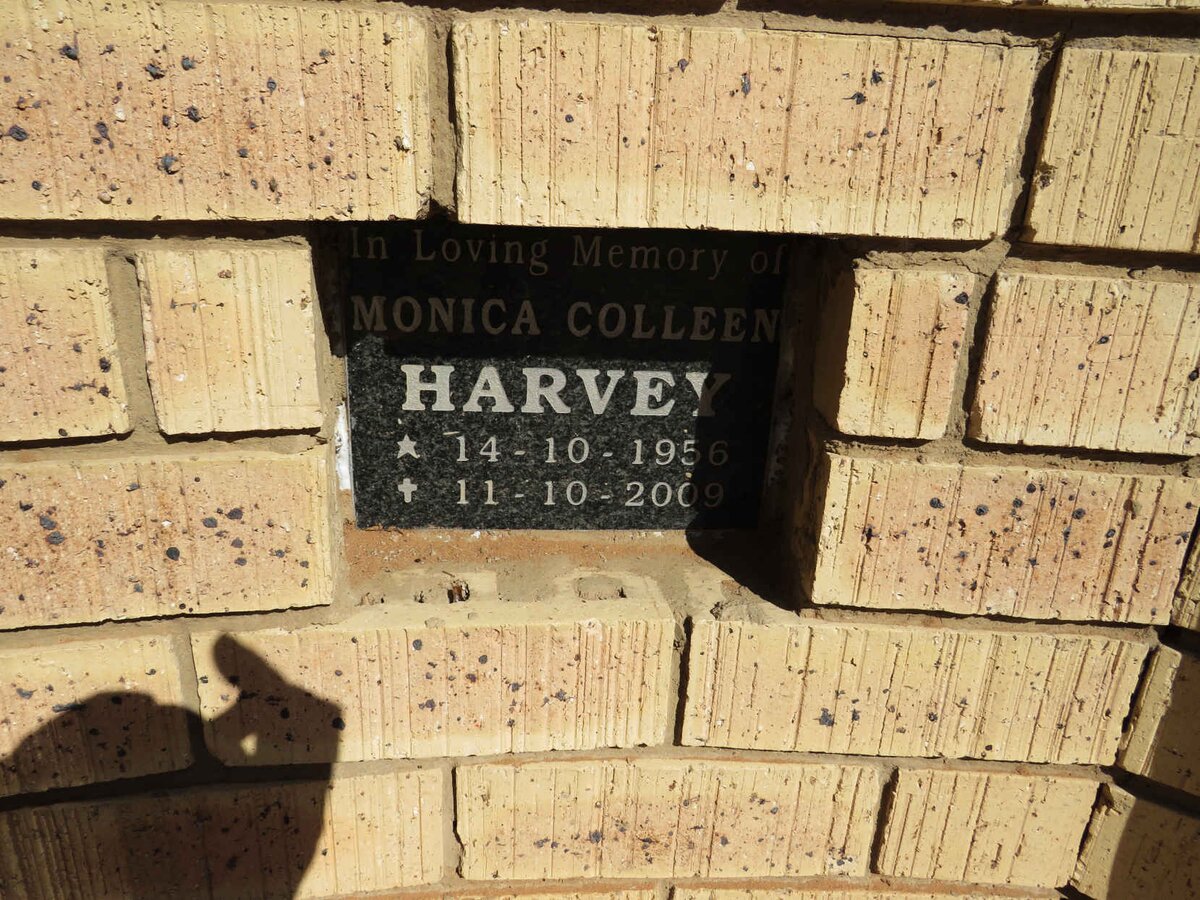 In Loving Memory of
MONICA COLLEEN
HARVEY
14-10-1956
11-10-2009